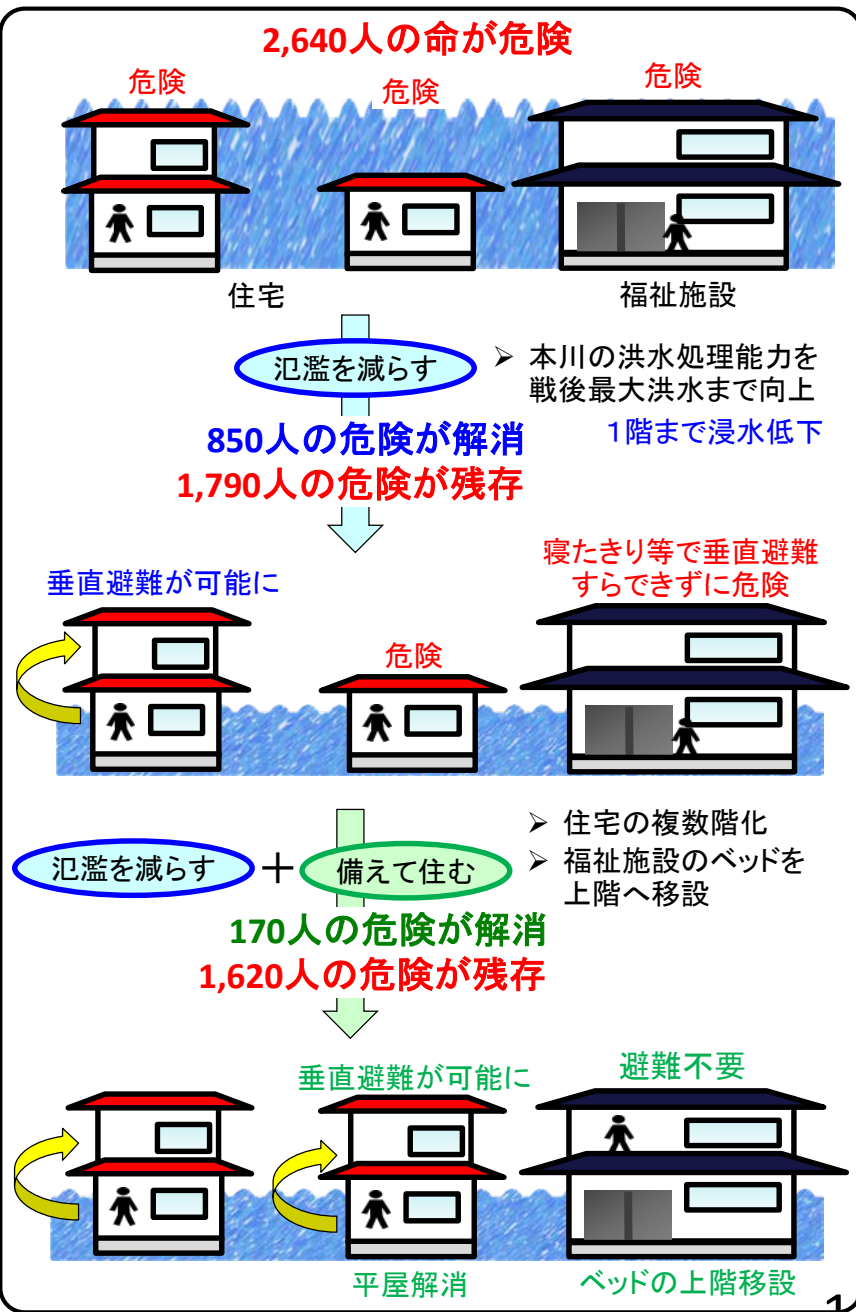 2,640人の命が危険
危険
危険
危険
住宅
福祉施設
氾濫を減らす
➢ 本川の洪水処理能力を
戦後最大洪水まで向上
1階まで浸水低下
850人の危険が解消
1,790人の危険が残存
垂直避難が可能に
危険
寝たきり等で垂直避難
すらできずに危険
氾濫を減らす
＋
備えて住む
➢ 住宅の複数階化
➢ 福祉施設のベッドを
上階へ移設
170人の危険が解消
1,620人の危険が残存
垂直避難が可能に
避難不要
平屋解消
ベッドの上階移設